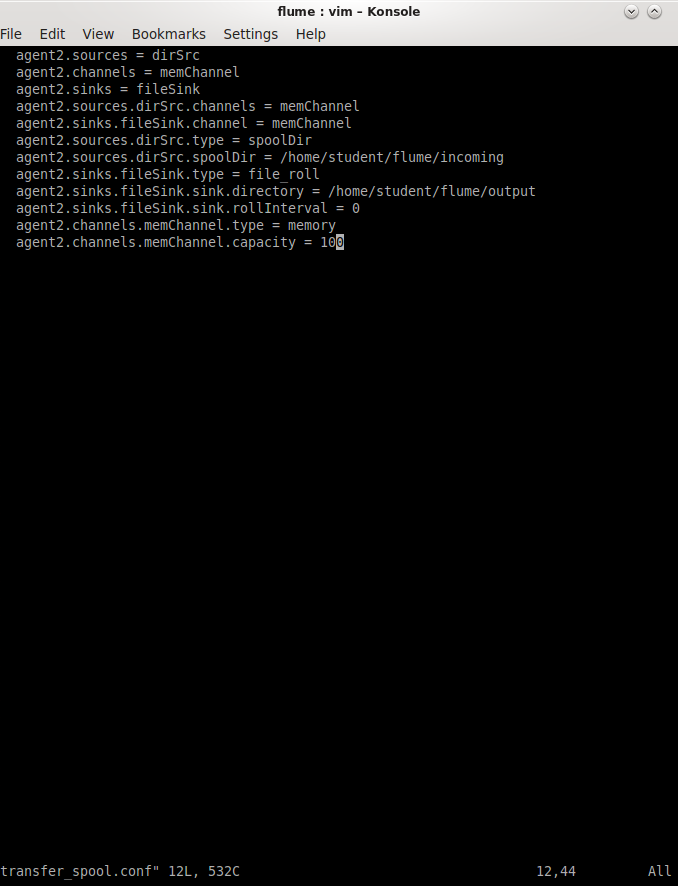 flume : vim – Konsole
File Edit View Bookmarks Settings Help
agent2.sources = dirSrc
agent2.channels = memChannel
agent2.sinks = fileSink
agent2.sources.dirSrc.channels = memChannel
agent2.sinks.fileSink.channel = memChannel
agent2.sources.dirSrc.type = spoolDir
agent2.sources.dirSrc.spoolDir = /home/student/flume/incoming
agent2.sinks.fileSink.type = file_roll
agent2.sinks.fileSink.sink.directory = /home/student/flume/output
agent2.sinks.fileSink.sink.rollInterval = 0
agent2.channels.memChannel.type = memory
agent2.channels.memChannel.capacity = 100
transfer_spool.conf" 12L, 532C 12,44 All